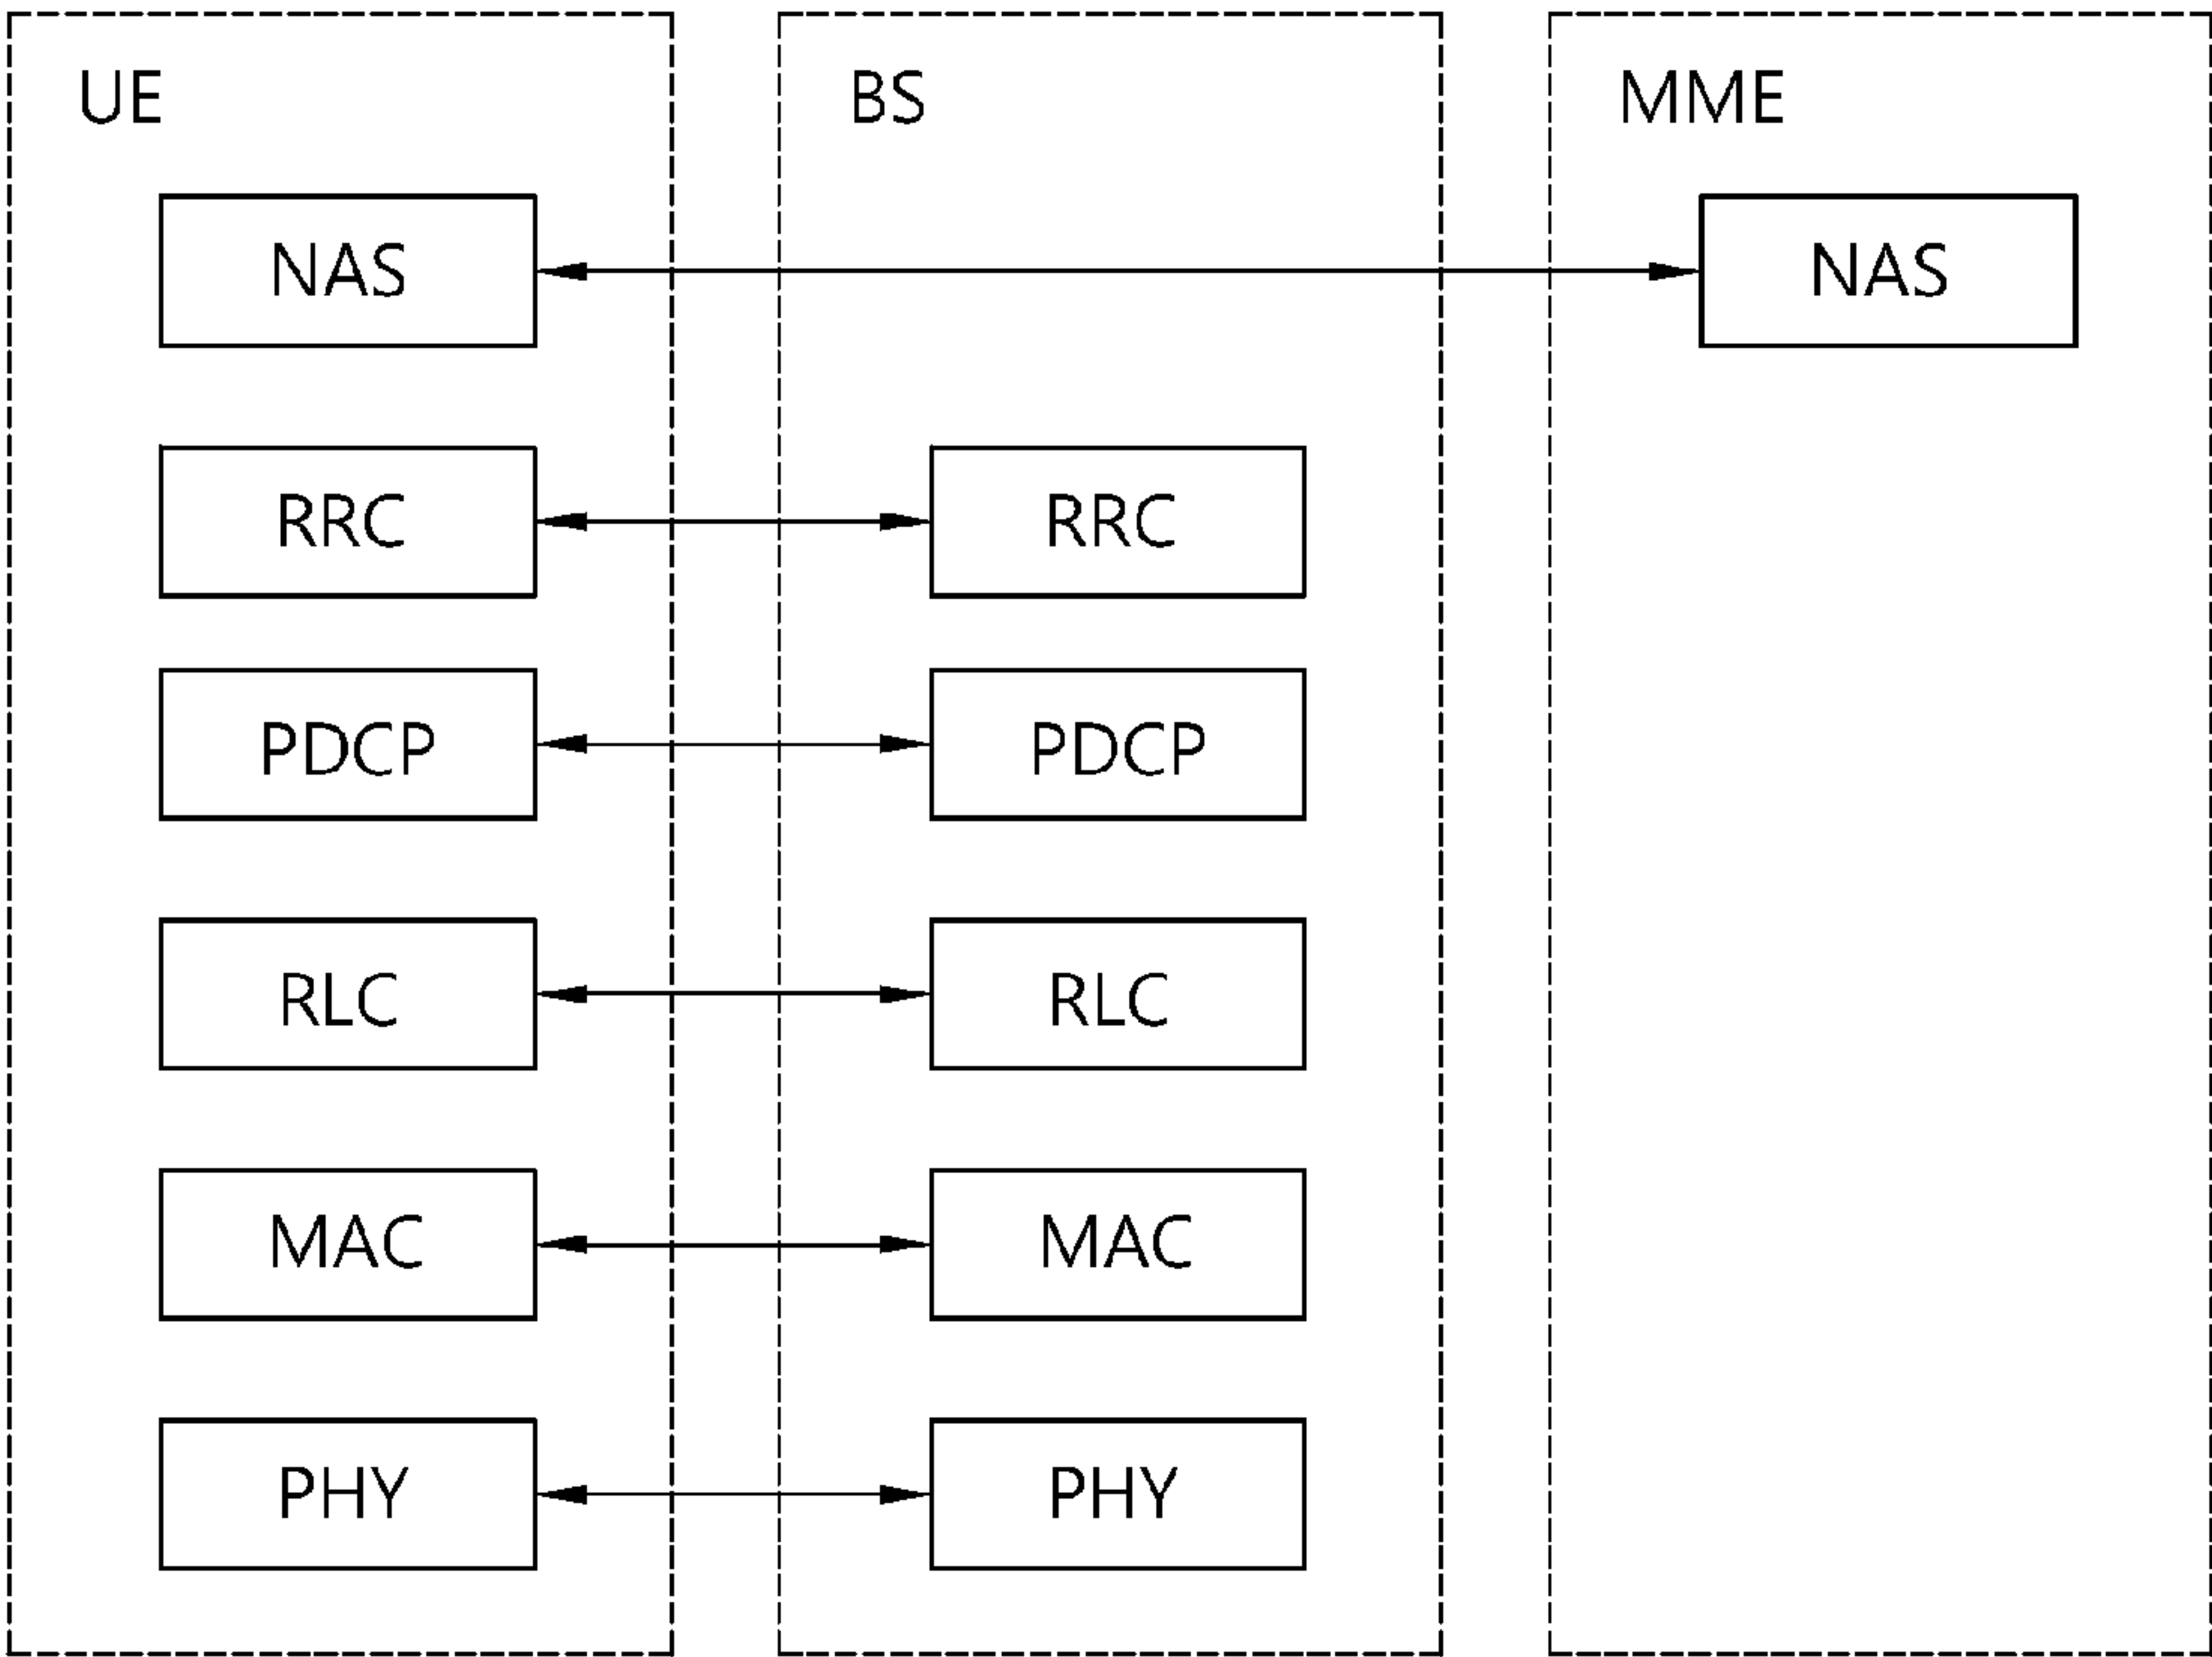 UE BS MME
NAS NAS
RRC RRC
PDCP PDCP
RLC RLC
MAC MAC
PHY PHY